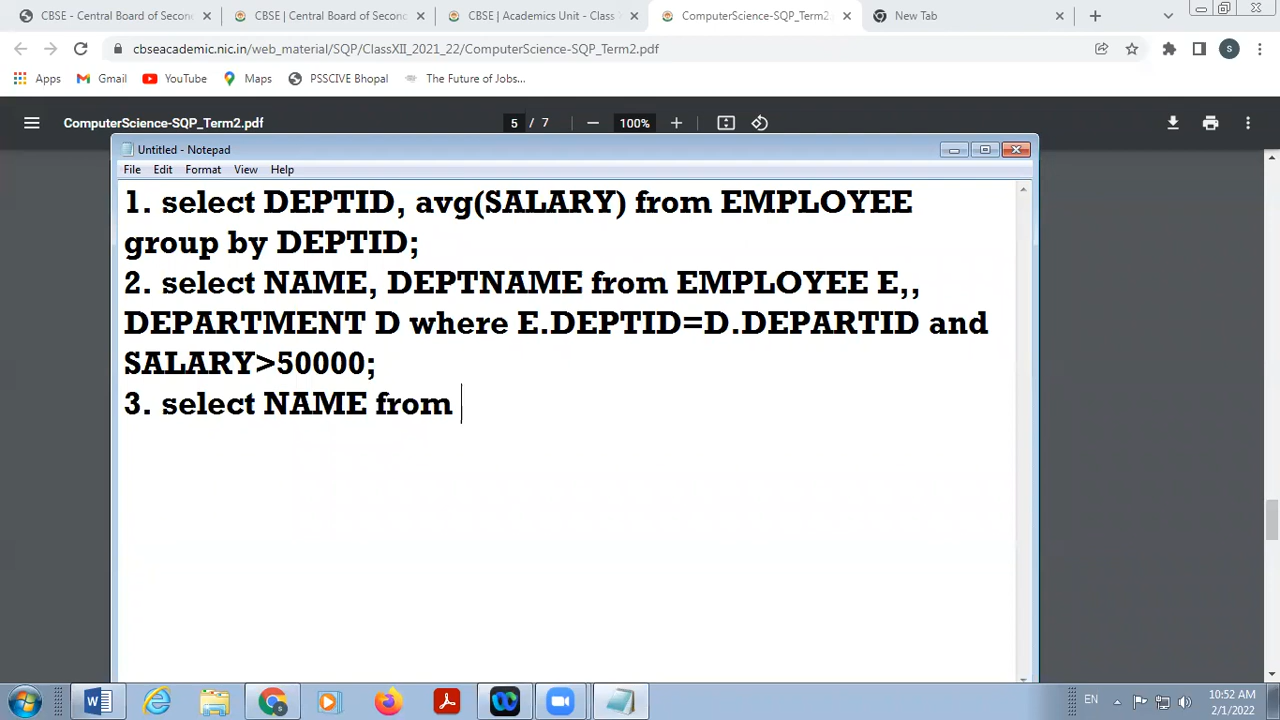 CBSE - Central Board of Second
CBSE | Central Board of Second
CBSE | Academics Unit - Class X
ComputerScience-SQP_Term2.
New Tab
cbseacademic.nic.in/web_material/SQP/ClassXII_2021_22/ComputerScience-SQP_Term2.pdf
S
Apps
Gmail
YouTube
Maps
PSSCIVE Bhopal
The Future of Jobs...
ComputerScience-SQP_Term2.pdf
5 / 7
100%
Untitled - Notepad
File Edit Format View Help
1. select DEPTID, avg(SALARY) from EMPLOYEE
group by DEPTID;
2. select NAME, DEPTNAME from EMPLOYEE E,,
DEPARTMENT D where E.DEPTID=D.DEPARTID and
SALARY>50000;
3. select NAME from
EN
10:52 AM
2/1/2022